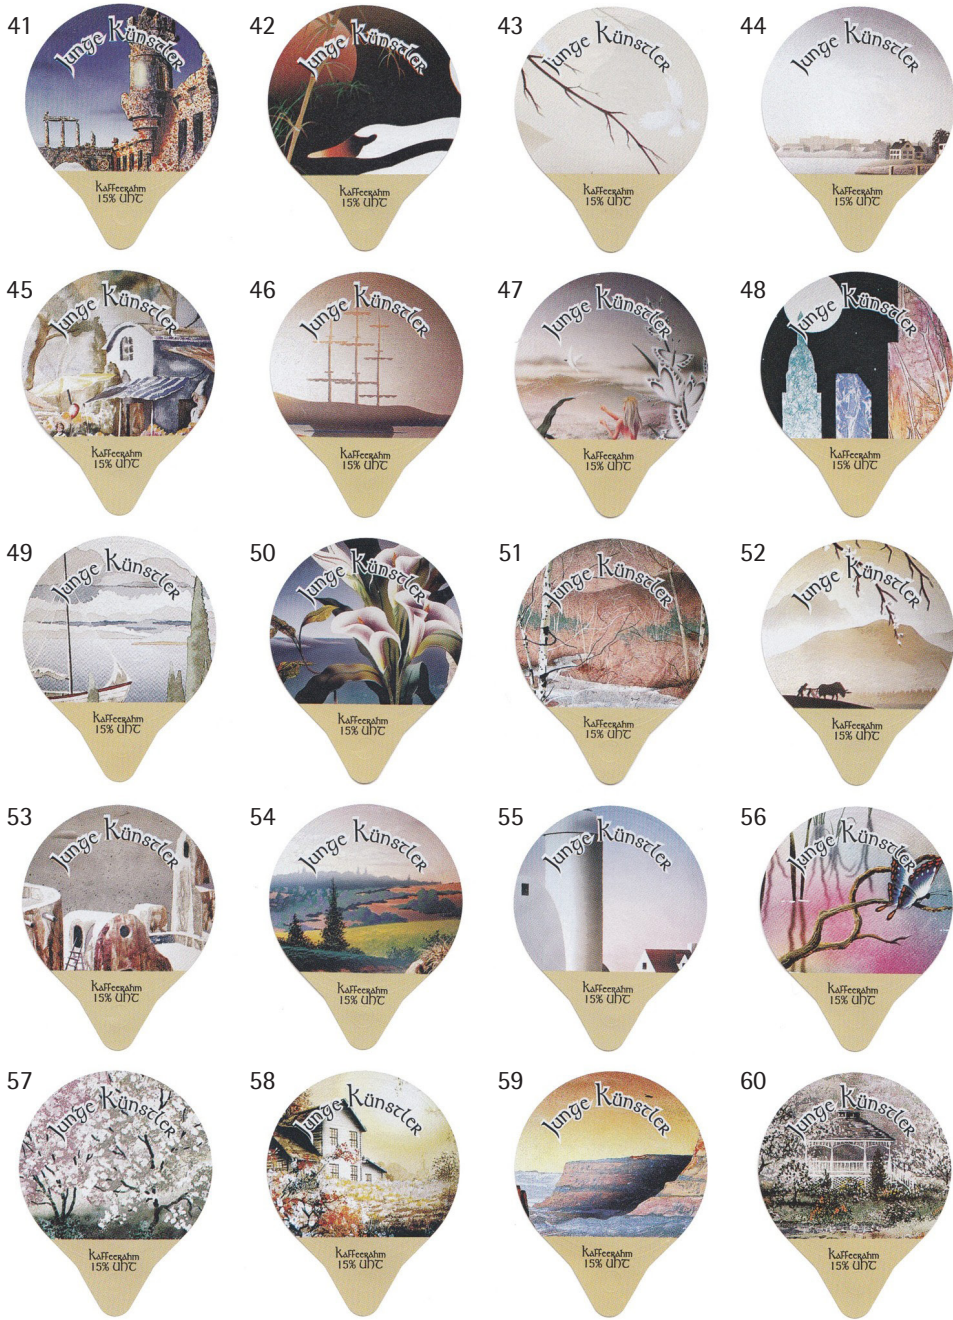 41 42 43 44
Junge Künstler Junge Künstler Junge Künstler Junge Künstler
Kaffeerahm Kaffeerahm Kaffeerahm Kaffeerahm
15% UHT 15% UHT 15% UHT 15% UHT
45 46 47 48
Junge Künstler Junge Künstler Junge Künstler Junge Künstler
Kaffeerahm Kaffeerahm Kaffeerahm Kaffeerahm
15% UHT 15% UHT 15% UHT 15% UHT
49 50 51 52
Junge Künstler Junge Künstler Junge Künstler Junge Künstler
Kaffeerahm Kaffeerahm Kaffeerahm Kaffeerahm
15% UHT 15% UHT 15% UHT 15% UHT
53 54 55 56
Junge Künstler Junge Künstler Junge Künstler Junge Künstler
Kaffeerahm Kaffeerahm Kaffeerahm Kaffeerahm
15% UHT 15% UHT 15% UHT 15% UHT
57 58 59 60
Junge Künstler Junge Künstler Junge Künstler Junge Künstler
Kaffeerahm Kaffeerahm Kaffeerahm Kaffeerahm
15% UHT 15% UHT 15% UHT 15% UHT